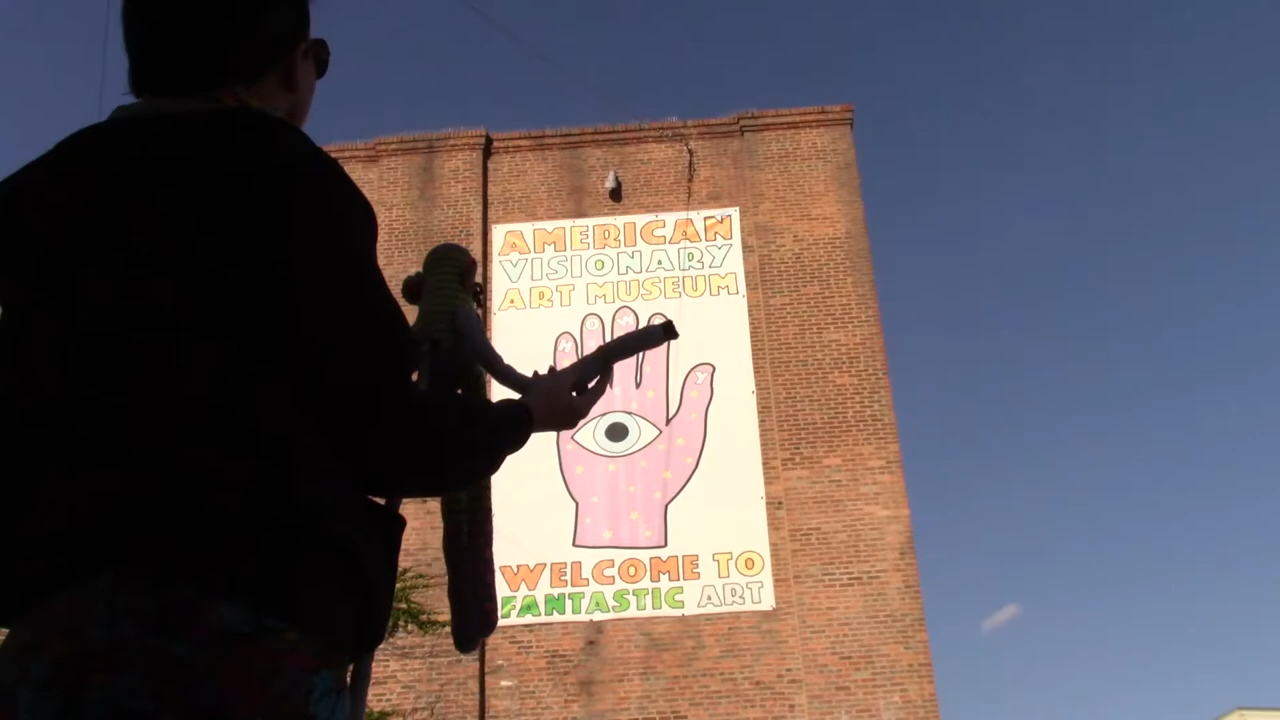 AMERICAN
VISIONARY
ART MUSEUM
H O W Y
WELCOME TO
FANTASTIC ART